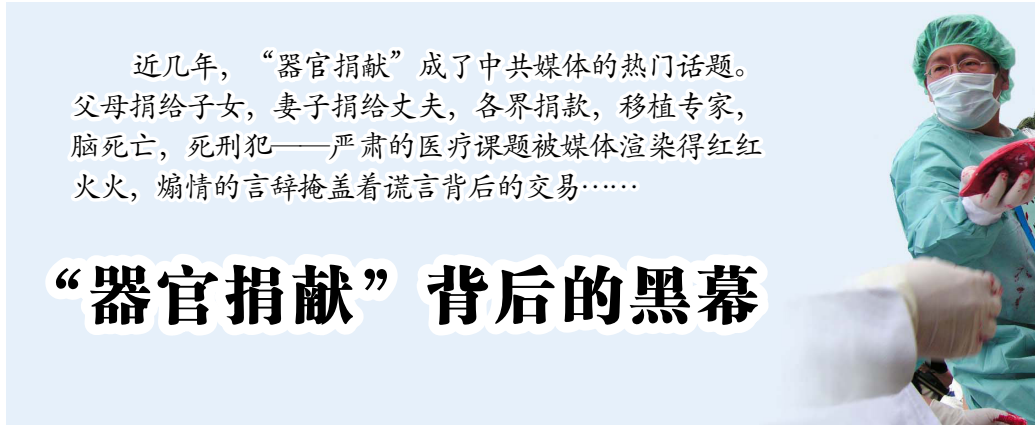 近几年，“器官捐献”成了中共媒体的热门话题。
父母捐给子女，妻子捐给丈夫，各界捐款，移植专家，
脑死亡，死刑犯——严肃的医疗课题被媒体渲染得红红
火火，煽情的言辞掩盖着谎言背后的交易……
“器官捐献”背后的黑幕